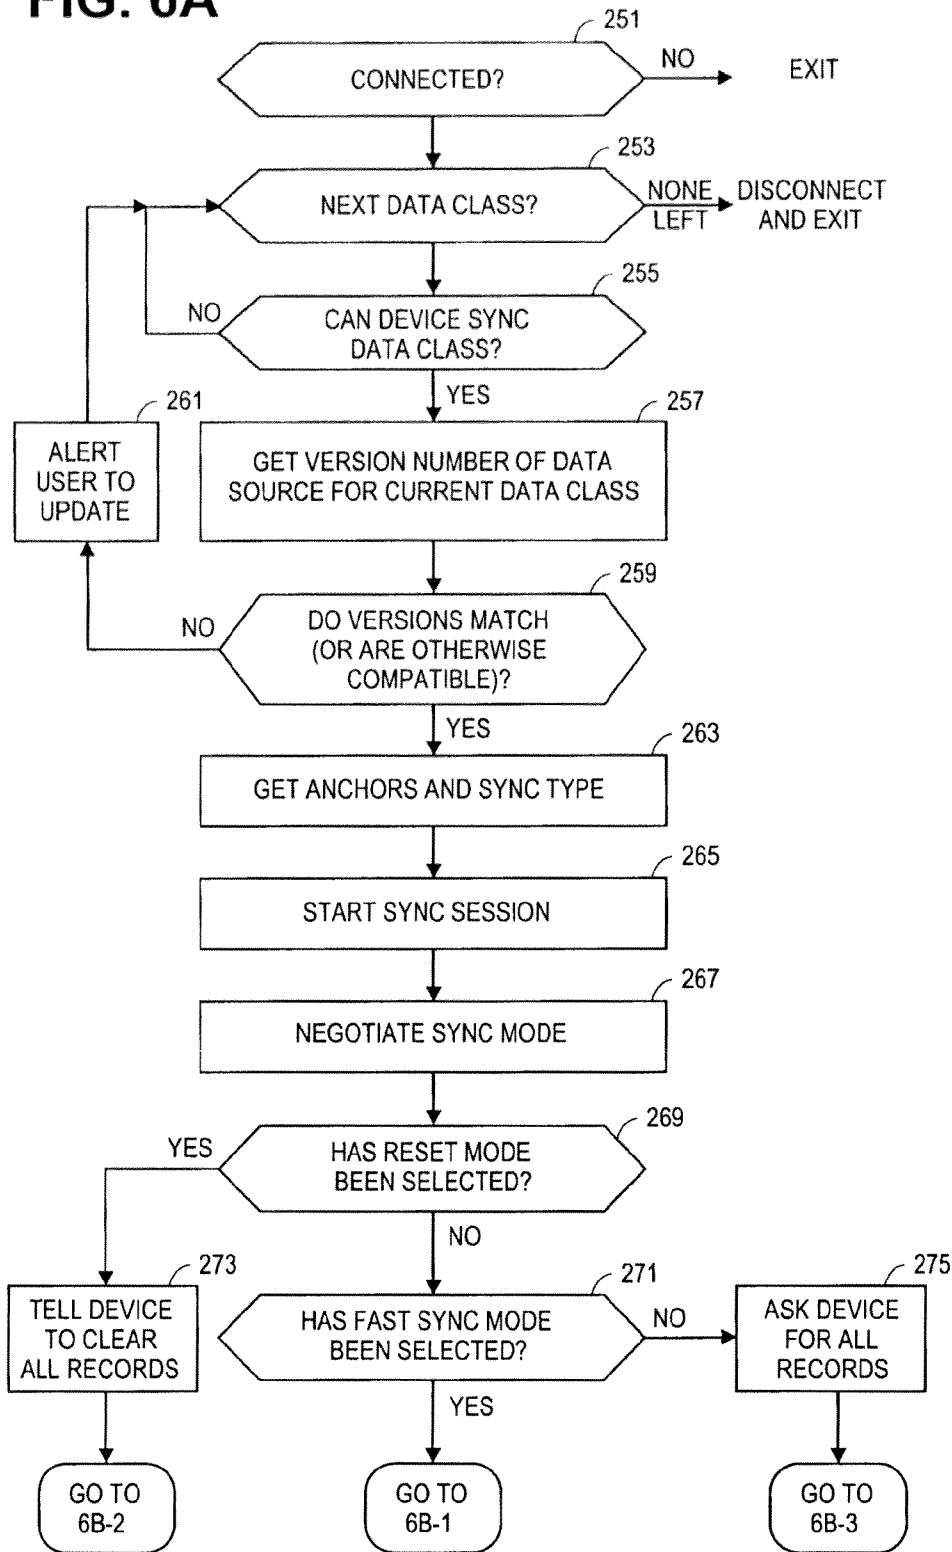 FIG. 6A
251
CONNECTED?
NO
EXIT
253
NEXT DATA CLASS?
NONE
LEFT
DISCONNECT
AND EXIT
255
NO
CAN DEVICE SYNC
DATA CLASS?
YES
261
ALERT
USER TO
UPDATE
257
GET VERSION NUMBER OF DATA
SOURCE FOR CURRENT DATA CLASS
259
NO
DO VERSIONS MATCH
(OR ARE OTHERWISE
COMPATIBLE)?
YES
263
GET ANCHORS AND SYNC TYPE
265
START SYNC SESSION
267
NEGOTIATE SYNC MODE
269
YES
HAS RESET MODE
BEEN SELECTED?
NO
273
TELL DEVICE
TO CLEAR
ALL RECORDS
271
HAS FAST SYNC MODE
BEEN SELECTED?
NO
275
ASK DEVICE
FOR ALL
RECORDS
YES
GO TO
6B-2
GO TO
6B-1
GO TO
6B-3